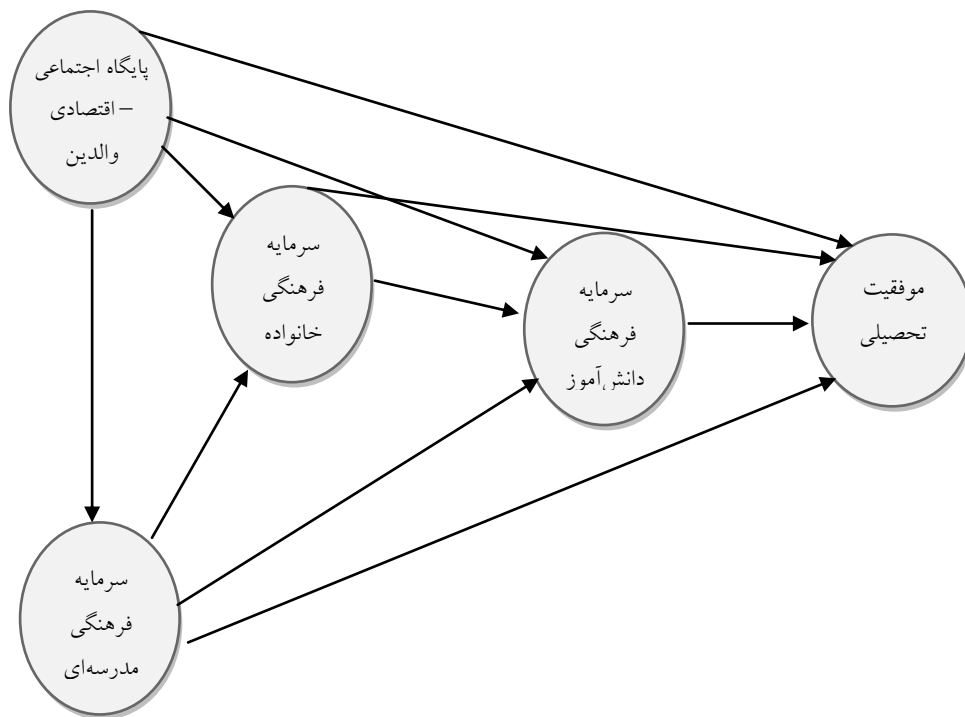 پایگاه اجتماعی
– اقتصادی
والدین
سرمایه
فرهنگی
خانواده
سرمایه
فرهنگی
دانش‌آموز
موفقیت
تحصیلی
سرمایه
فرهنگی
مدرسه‌ای